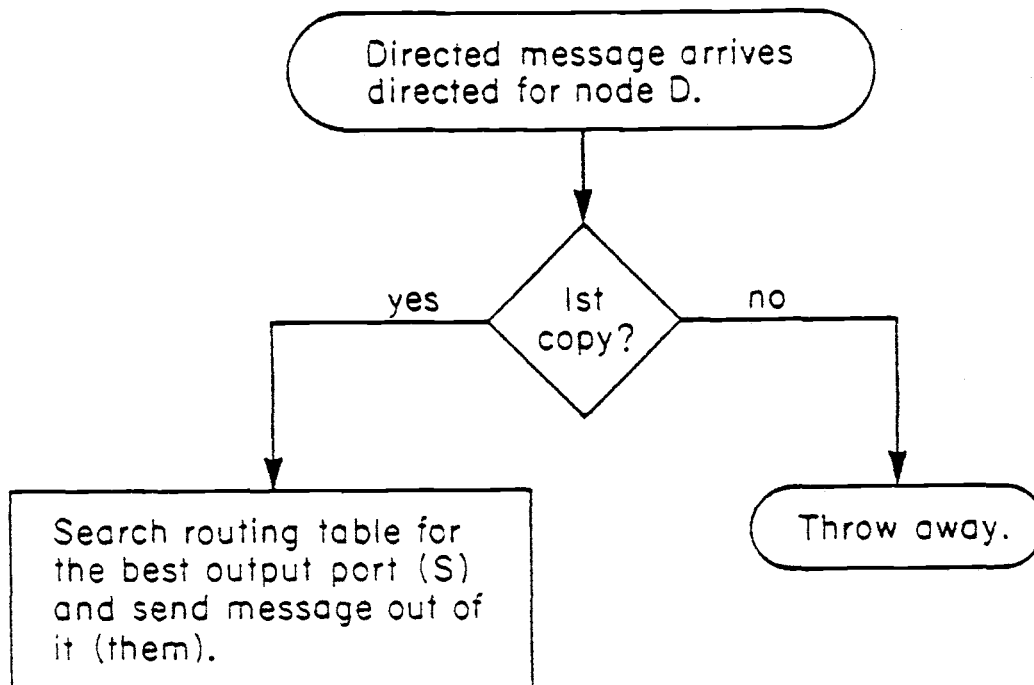 Directed message arrives
directed for node D.
yes
1st
copy?
no
Search routing table for
the best output port (S)
and send message out of
it (them).
Throw away.